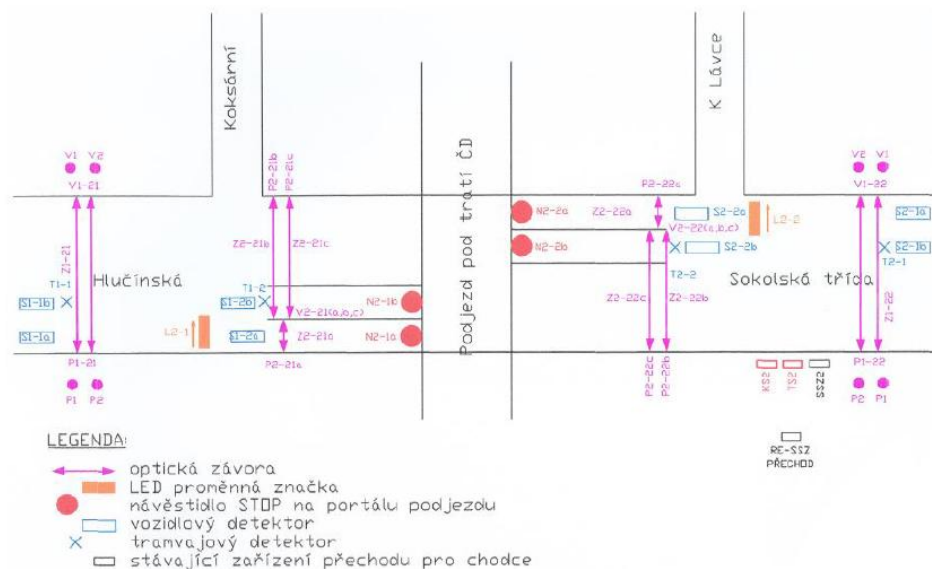 Koksární
K Lávce
Podjezd pod tratí ČD
V1
V2
V1-21
P2-21b
P2-21c
P2-22a
V2
V1
V1-22
N2-2a
Z2-22a
S2-2a
L2-2
S1-1a
V2-22(a,b,c)
Z1-21
Z2-21b
Z2-21c
N2-2b
S2-2b
S1-1b
Hlučínská
T2-2
Sokolská třída
T2-1
T1-1
T1-2
S1-1b
S1-2b
N2-1b
Z2-22c
Z2-22b
Z1-22
V2-21(a,b,c)
L2-1
S1-1a
S1-2a
Z2-21a
N2-1a
P1-21
P2-21a
P2-22c
P2-22b
P1-22
P1
P2
KS2
TS2
SSZ2
P2
P1
RE-SSZ
PŘECHOD
LEGENDA:
optická závora
LED proměnná značka
návěstidlo STOP na portálu podjezdu
vozidlový detektor
tramvajový detektor
stávající zařízení přechodu pro chodce